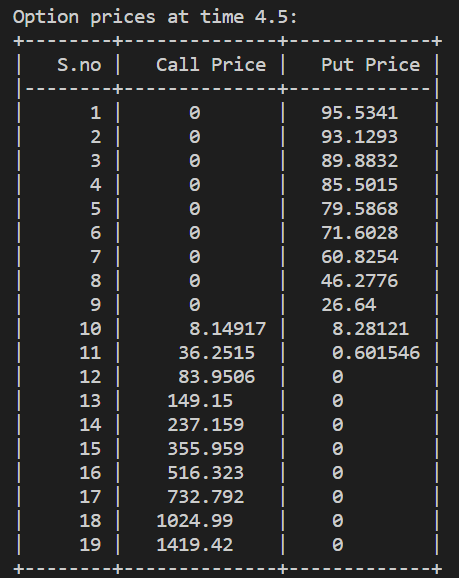 Option prices at time 4.5:
+--------+--------------+-------------+
|   S.no |   Call Price |   Put Price |
|--------+--------------+-------------|
|      1 |      0       |   95.5341   |
|      2 |      0       |   93.1293   |
|      3 |      0       |   89.8832   |
|      4 |      0       |   85.5015   |
|      5 |      0       |   79.5868   |
|      6 |      0       |   71.6028   |
|      7 |      0       |   60.8254   |
|      8 |      0       |   46.2776   |
|      9 |      0       |   26.64     |
|     10 |      8.14917 |    8.28121  |
|     11 |     36.2515  |    0.601546 |
|     12 |     83.9506  |    0        |
|     13 |    149.15    |    0        |
|     14 |    237.159   |    0        |
|     15 |    355.959   |    0        |
|     16 |    516.323   |    0        |
|     17 |    732.792   |    0        |
|     18 |   1024.99    |    0        |
|     19 |   1419.42    |    0        |
+--------+--------------+-------------+